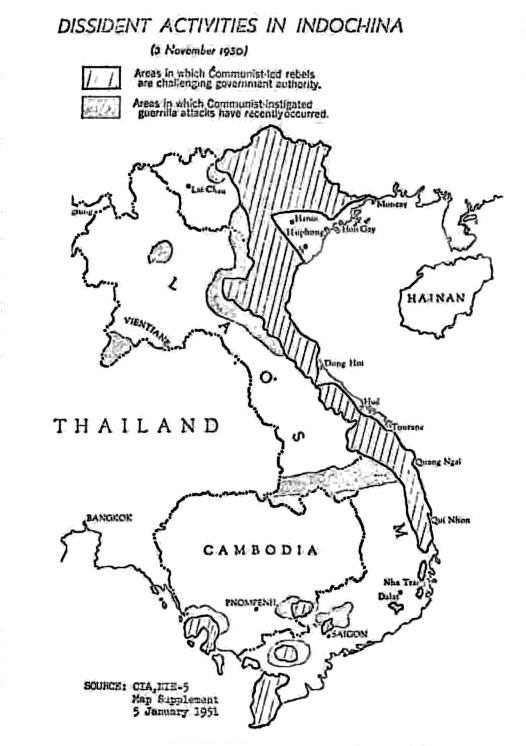 DISSIDENT ACTIVITIES IN INDOCHINA
(3 November 1950)
Areas in which Communist-led rebels
are challenging government authority.
Areas in which Communist-instigated
guerrilla attacks have recently occurred.
Lai Chau
Moncay
Hanoi
Haiphong
Hon Gay
HAINAN
L
VIENTIANE
A
Dong Hoi
O
Hué
THAILAND
Tourane
S
Quang Ngai
BANGKOK
Qui Nhon
M
CAMBODIA
Nha Trang
Dalat
PNOMPENH
SAIGON
SOURCE: CIA,NIE-5
Map Supplement
5 January 1951